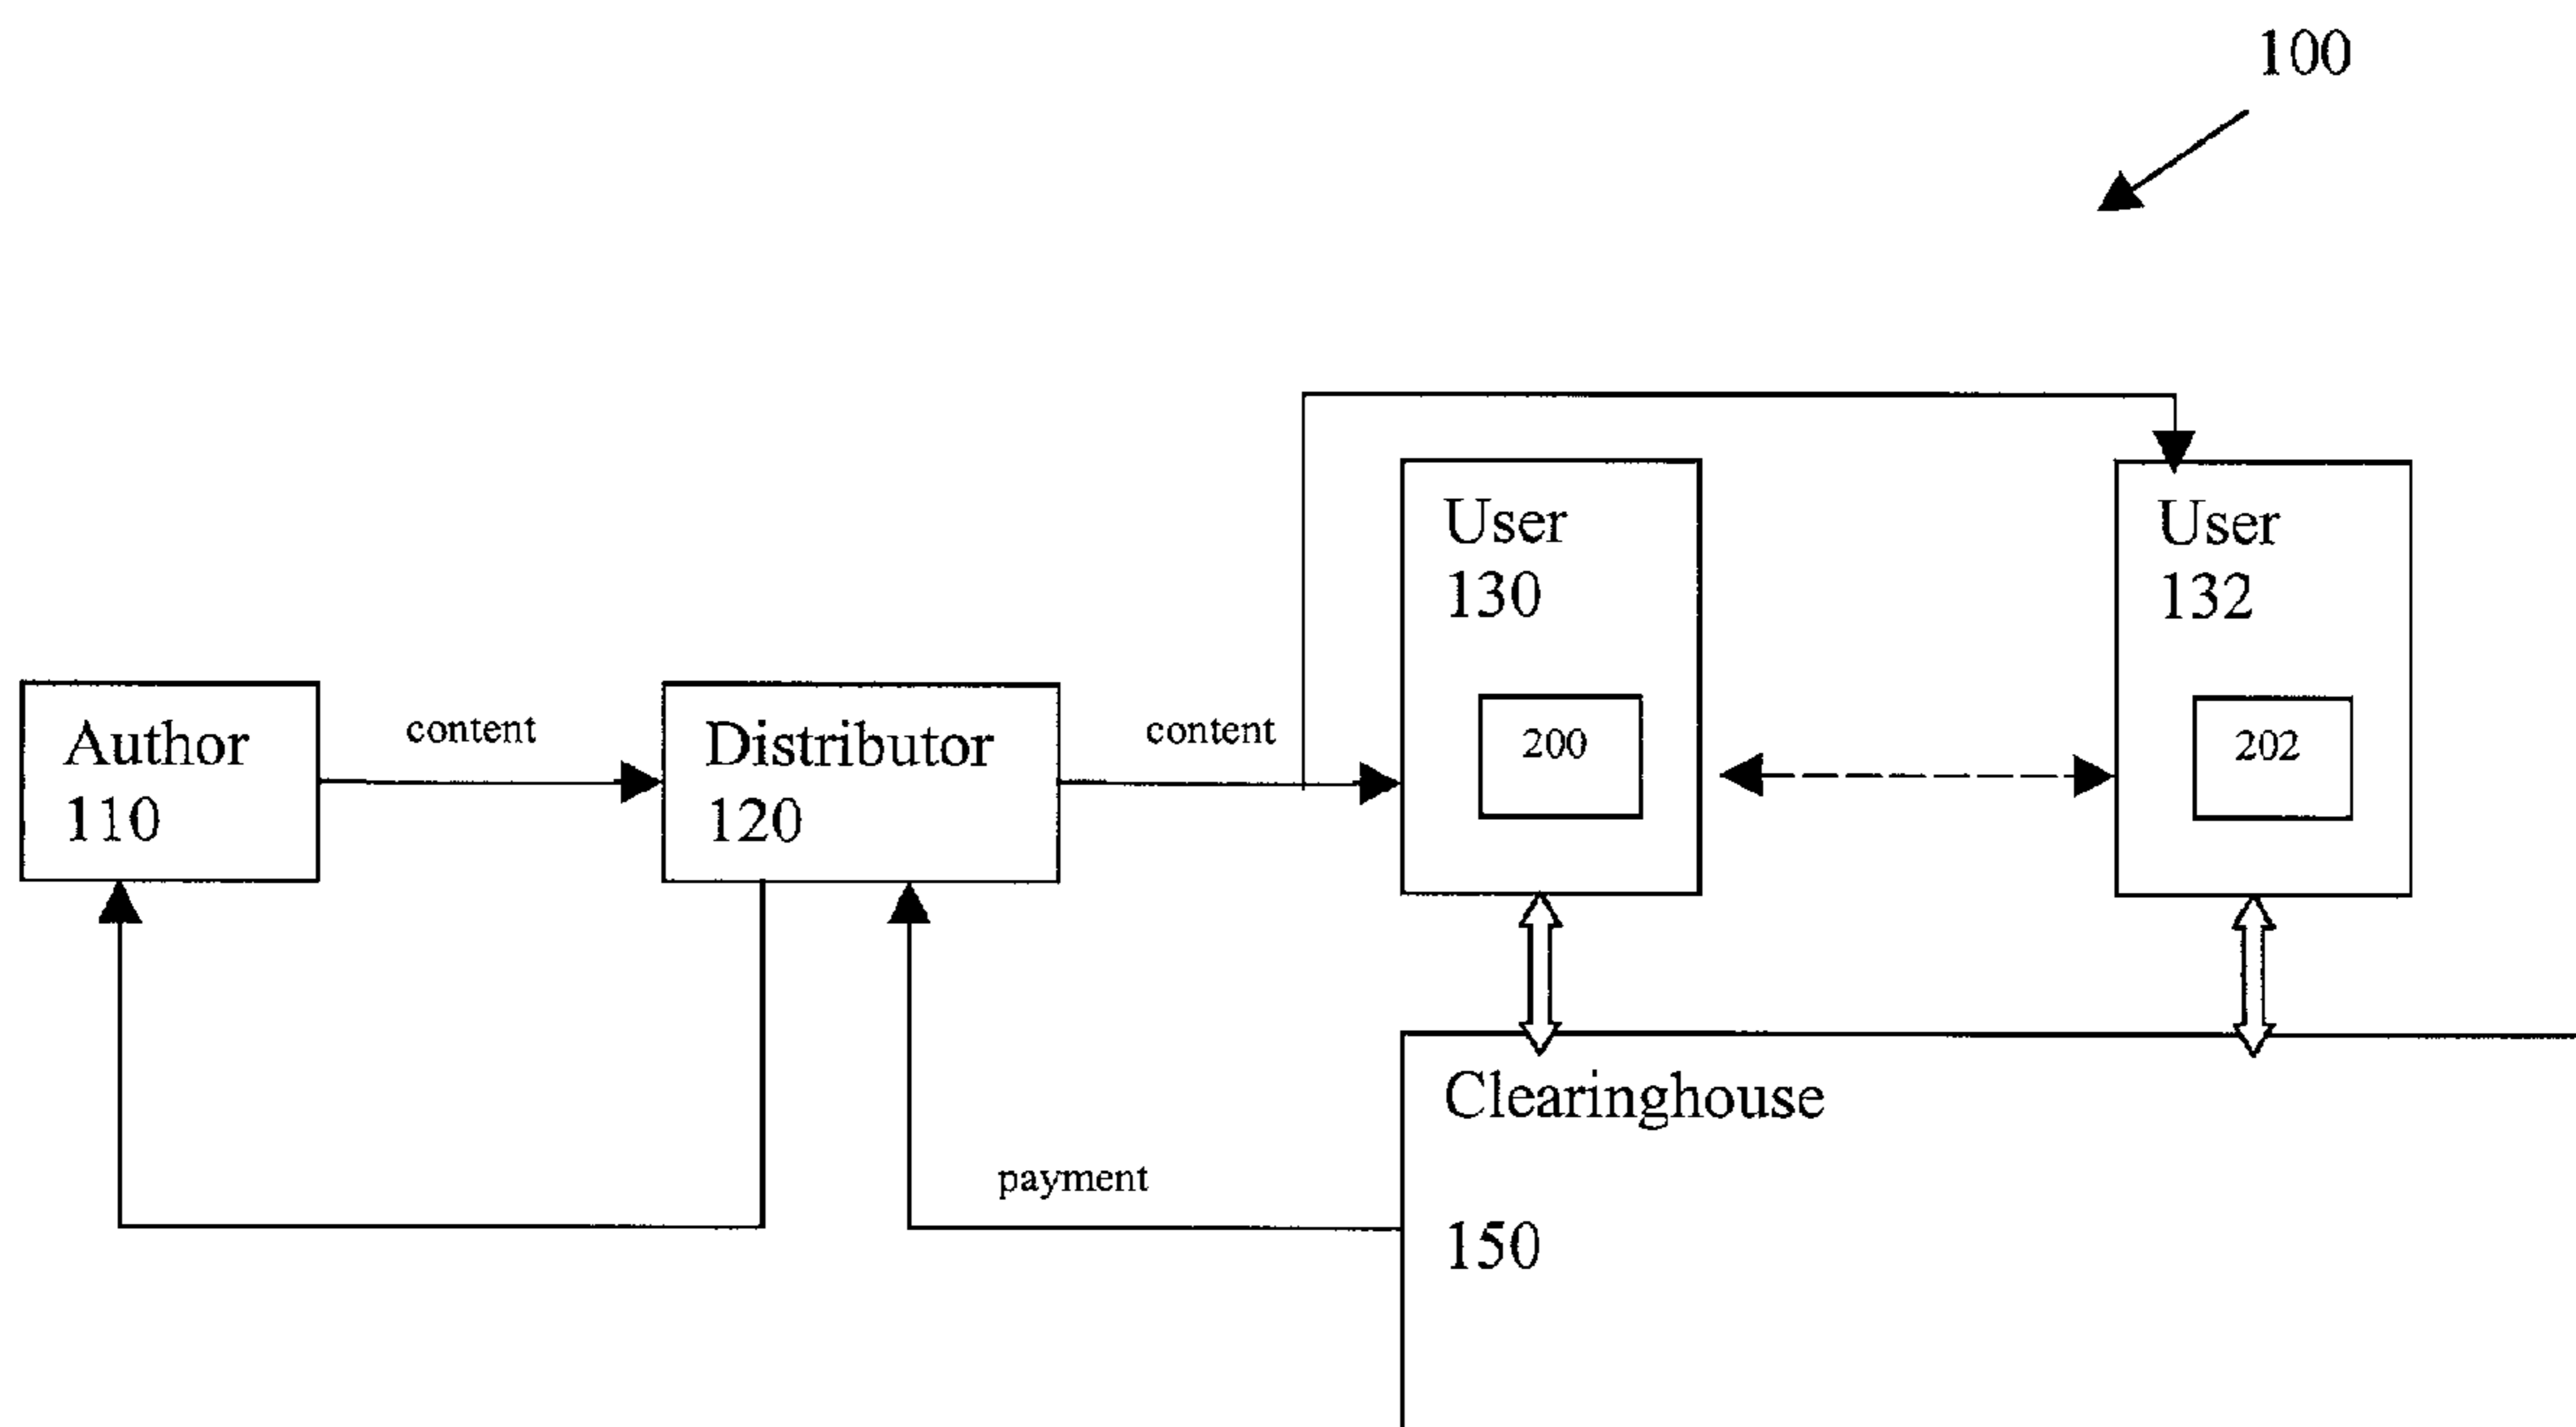 100
User
130
User
132
Author
110
content
Distributor
120
content
200
202
Clearinghouse
150
payment